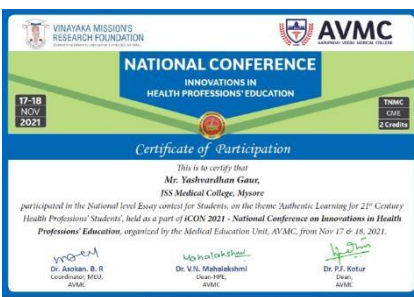 VINAYAKA MISSION'S
RESEARCH FOUNDATION
AVMC
AARUPADAI VEEDU MEDICAL COLLEGE
NATIONAL CONFERENCE
INNOVATIONS IN
HEALTH PROFESSIONS' EDUCATION
17-18
NOV
2021
TNMC
CME
2 Credits
Certificate of Participation
This is to certify that
Mr. Yashvardhan Gaur,
JSS Medical College, Mysore
participated in the National level Essay contest for Students, on the theme 'Authentic Learning for 21st Century
Health Professions' Students', held as a part of iCON 2021 - National Conference on Innovations in Health
Professions' Education, organized by the Medical Education Unit, AVMC, from Nov 17 & 18, 2021.
Mahalakshmi
Dr. Asokan. B. R
Coordinator, MEU,
AVMC
Dr. V.N. Mahalakshmi
Dean-HPE,
AVMC
Dr. P.F. Kotur
Dean,
AVMC